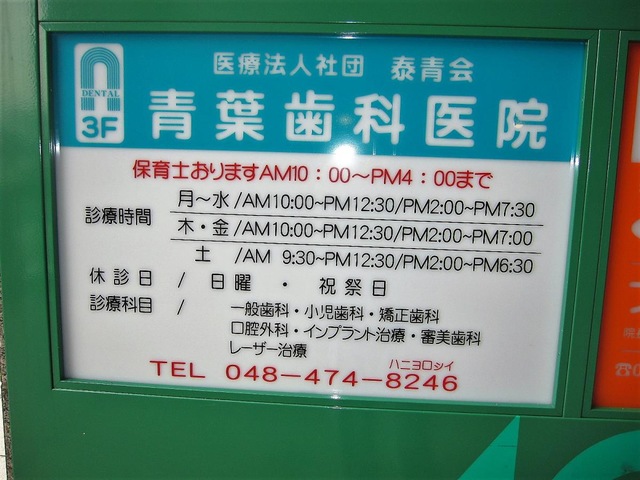 DENTAL
3F
医療法人社団 泰青会
青葉歯科医院
保育士おりますAM10：00〜PM4：00まで
診療時間
月〜水/AM10:00~PM12:30/PM2:00~PM7:30
木・金/AM10:00~PM12:30/PM2:00~PM7:00
土 /AM 9:30~PM12:30/PM2:00~PM6:30
休診日 / 日曜・祝祭日
診療科目 / 一般歯科・小児歯科・矯正歯科
口腔外科・インプラント治療・審美歯科
レーザー治療
ハニヨロシイ
TEL 048－474－8246